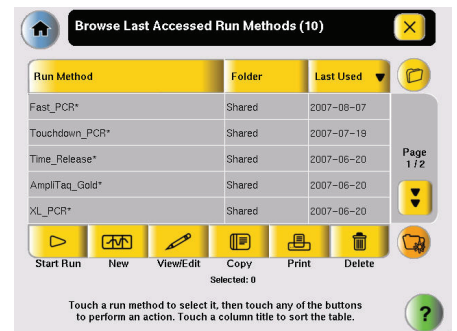 Browse Last Accessed Run Methods (10)
Run Method Folder Last Used
Fast_PCR* Shared 2007-08-07
Touchdown_PCR* Shared 2007-07-19
Time_Release* Shared 2007-06-20
AmpliTaq_Gold* Shared 2007-06-20
XL_PCR* Shared 2007-06-20
Page
1/2
Start Run New View/Edit Copy Print Delete
Selected: 0
Touch a run method to select it, then touch any of the buttons
to perform an action. Touch a column title to sort the table.
?